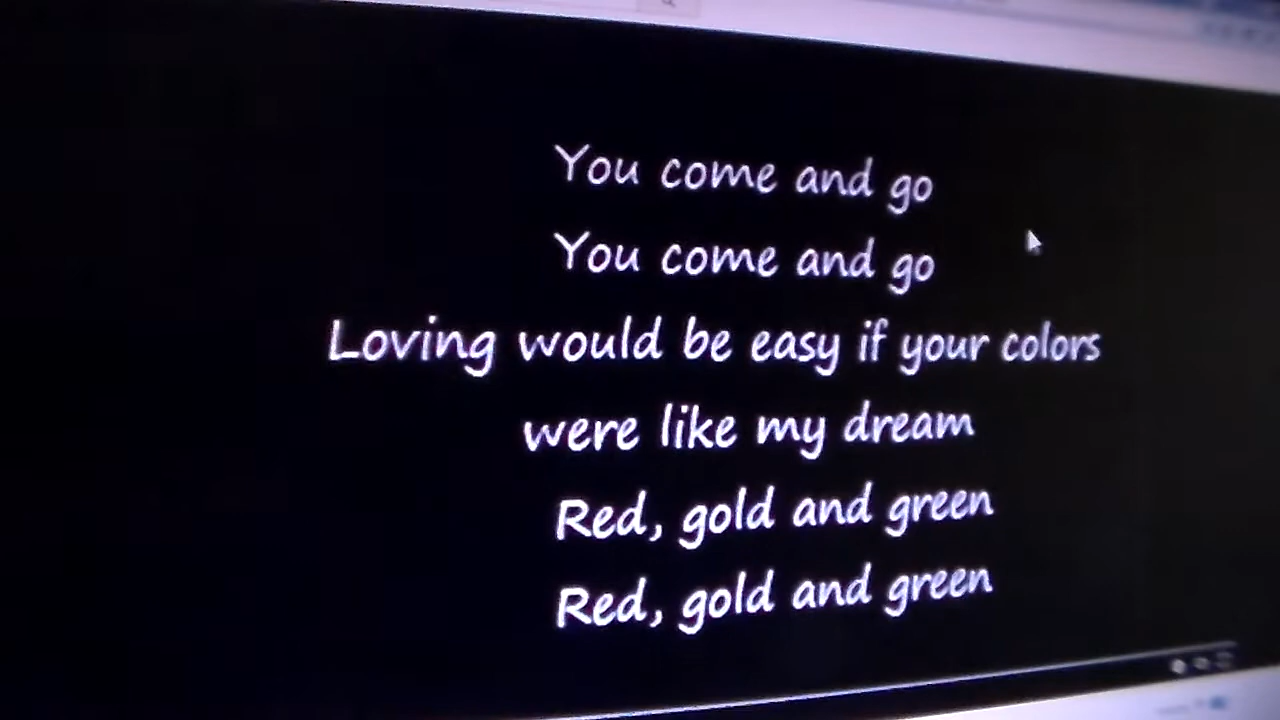 You come and go
You come and go
Loving would be easy if your colors
were like my dream
Red, gold and green
Red, gold and green